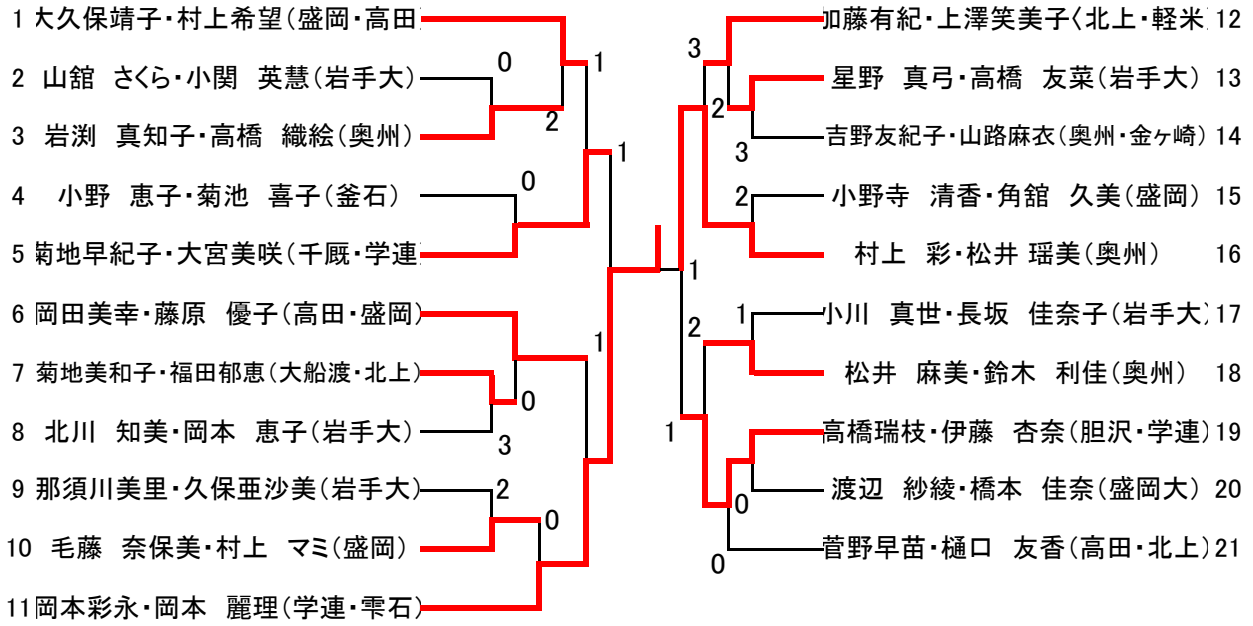 1 大久保靖子・村上希望(盛岡・高田
2 山舘 さくら・小関 英慧(岩手大)
3 岩渕 真知子・高橋 織絵(奥州)
4 小野 恵子・菊池 喜子(釜石)
5 菊地早紀子・大宮美咲(千厩・学連
6 岡田美幸・藤原 優子(高田・盛岡)
7 菊地美和子・福田郁恵(大船渡・北上)
8 北川 知美・岡本 恵子(岩手大)
9 那須川美里・久保亜沙美(岩手大)
10 毛藤 奈保美・村上 マミ(盛岡)
11 岡本彩永・岡本 麗理(学連・雫石)
0
2
1
0
1
1
0
3
2
0
加藤有紀・上澤笑美子〈北上・軽米 12
星野 真弓・高橋 友菜(岩手大) 13
吉野友紀子・山路麻衣(奥州・金ヶ崎) 14
小野寺 清香・角舘 久美(盛岡) 15
村上 彩・松井 瑶美(奥州) 16
小川 真世・長坂 佳奈子(岩手大) 17
松井 麻美・鈴木 利佳(奥州) 18
高橋瑞枝・伊藤 杏奈(胆沢・学連) 19
渡辺 紗綾・橋本 佳奈(盛岡大) 20
菅野早苗・樋口 友香(高田・北上) 21
3
2
3
2
1
1
2
1
0
0